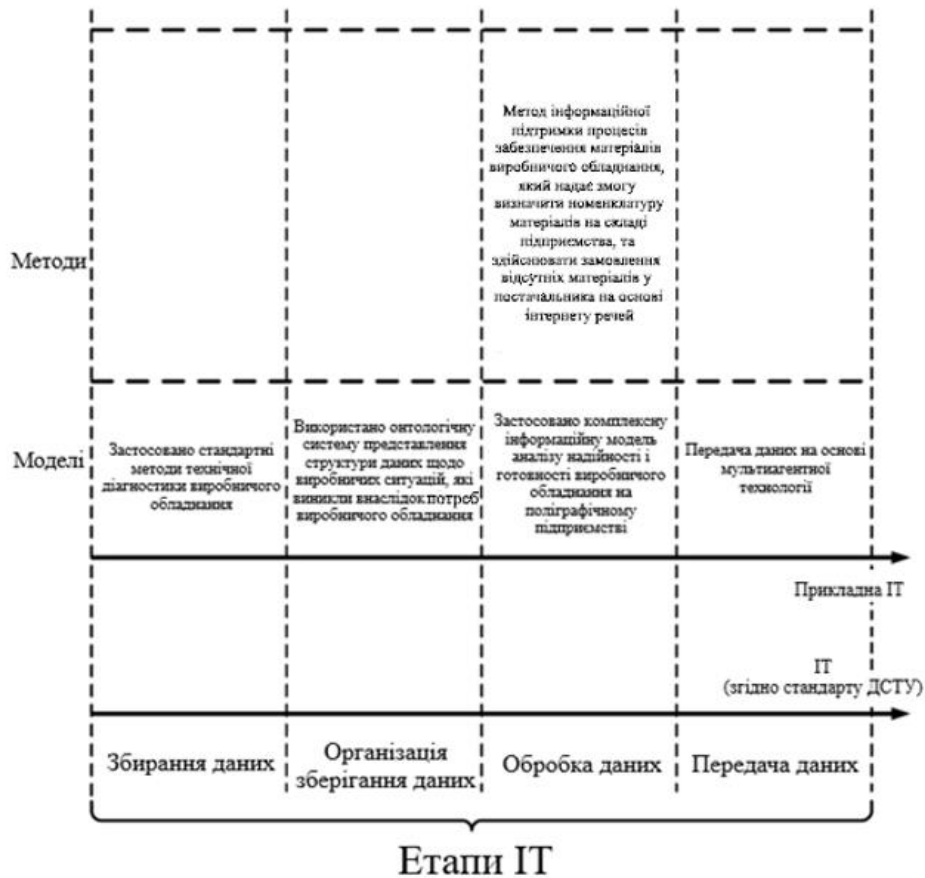 Метод інформаційної
підтримки процесів
забезпечення матеріалів
виробничого обладнання,
який надає змогу
визначити номенклатуру
матеріалів на складі
підприємства, та
здійснювати замовлення
відсутніх матеріалів у
постачальника на основі
інтернету речей
Методи
Моделі
Застосовано стандартні
методи технічної
діагностики виробничого
обладнання
Використано онтологічну
систему представлення
структури даних щодо
виробничих ситуацій, які
виникли внаслідок потреб
виробничого обладнання
Застосовано комплексну
інформаційну модель
аналізу надійності і
готовності виробничого
обладнання на
поліграфічному
підприємстві
Передача даних на основі
мультиагентної
технології
Прикладна ІТ
ІТ
(згідно стандарту ДСТУ)
Збирання даних
Організація
зберігання даних
Обробка даних
Передача даних
Етапи ІТ